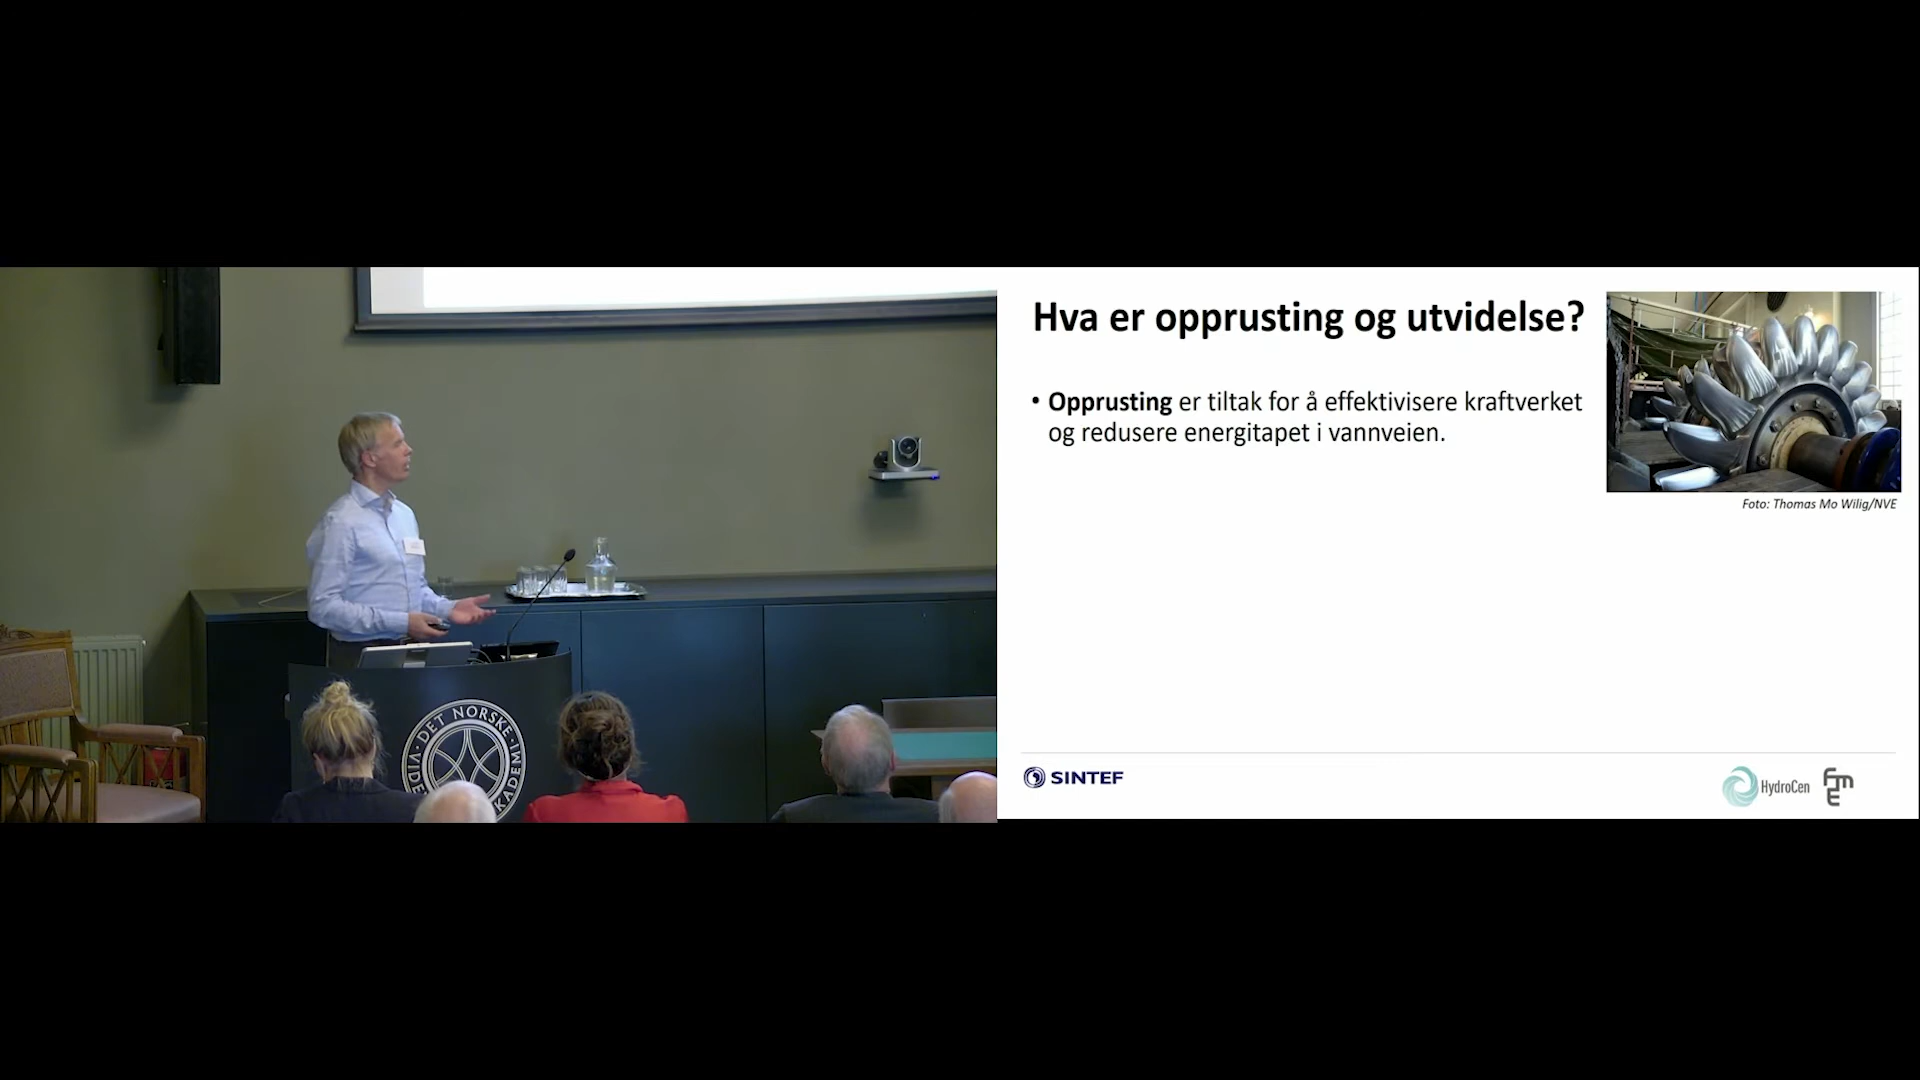 Hva er opprusting og utvidelse?
• Opprusting er tiltak for å effektivisere kraftverket
og redusere energitapet i vannveien.
Foto: Thomas Mo Wilig/NVE
SINTEF
HydroCen
FME
DET NORSKE